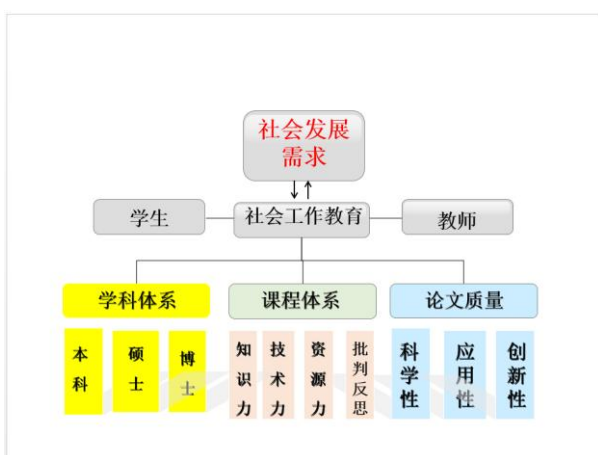 社会发展
需求
学生
社会工作教育
教师
学科体系
课程体系
论文质量
本科
硕士
博士
知识力
技术力
资源力
批判反思
科学性
应用性
创新性